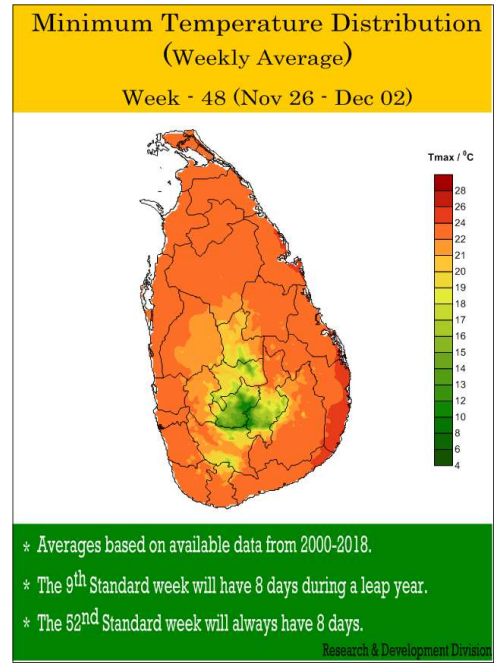 Minimum Temperature Distribution
(Weekly Average)
Week - 48 (Nov 26 - Dec 02)
Tmax / ⁰C
28
26
24
22
21
20
19
18
17
16
15
14
13
12
10
8
6
4
* Averages based on available data from 2000-2018.
* The 9th Standard week will have 8 days during a leap year.
* The 52nd Standard week will always have 8 days.
Research & Development Division